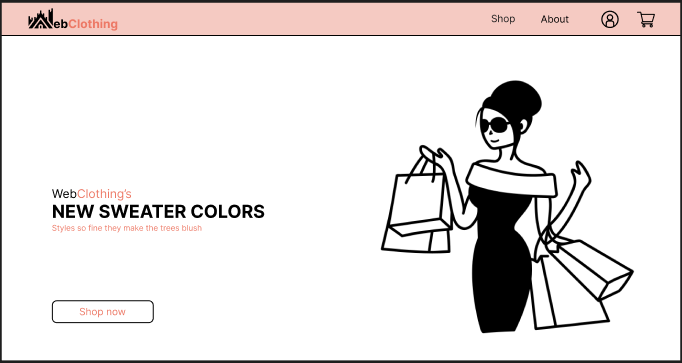 WebClothing
Shop
About
WebClothing's
NEW SWEATER COLORS
Styles so fine they make the trees blush
Shop now